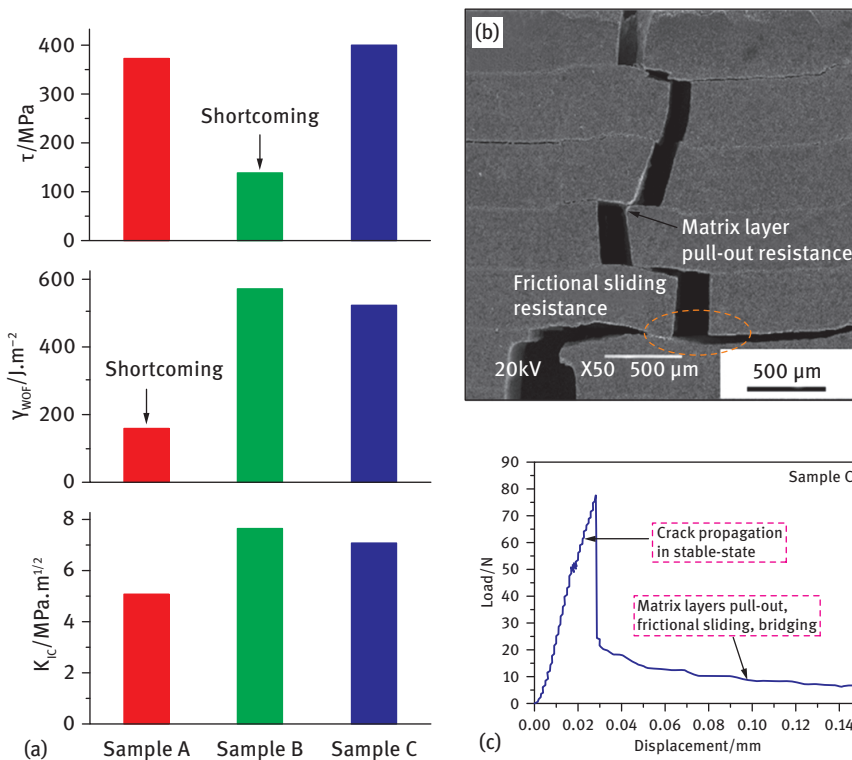 400
300
200
100
0
τ/MPa
Shortcoming
600
400
200
0
γWOF/J.m−2
Shortcoming
8
6
4
2
0
KIC/MPa.m1/2
(a)
Sample A
Sample B
Sample C
(b)
Matrix layer
pull-out resistance
Frictional sliding
resistance
20kV X50 500 µm
500 µm
90
80
70
60
50
40
30
20
10
0
Load/N
Sample C
Crack propagation
in stable-state
Matrix layers pull-out,
frictional sliding, bridging
0.00 0.02 0.04 0.06 0.08 0.10 0.12 0.14
Displacement/mm
(c)